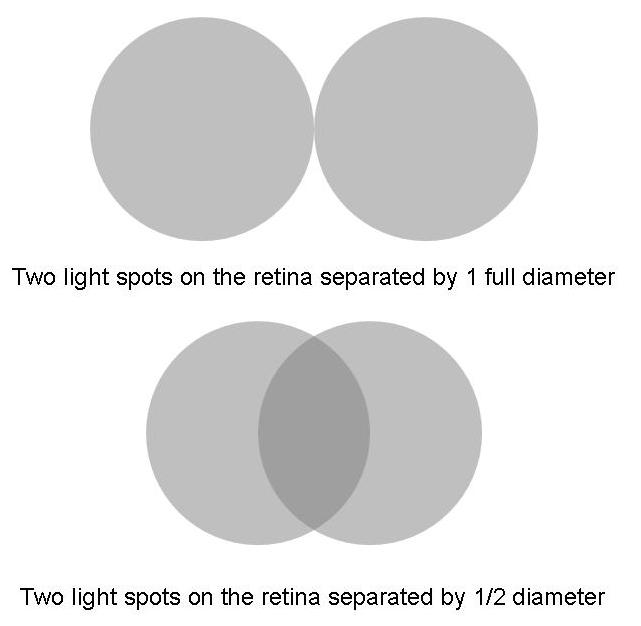 Two light spots on the retina separated by 1 full diameter
Two light spots on the retina separated by 1/2 diameter